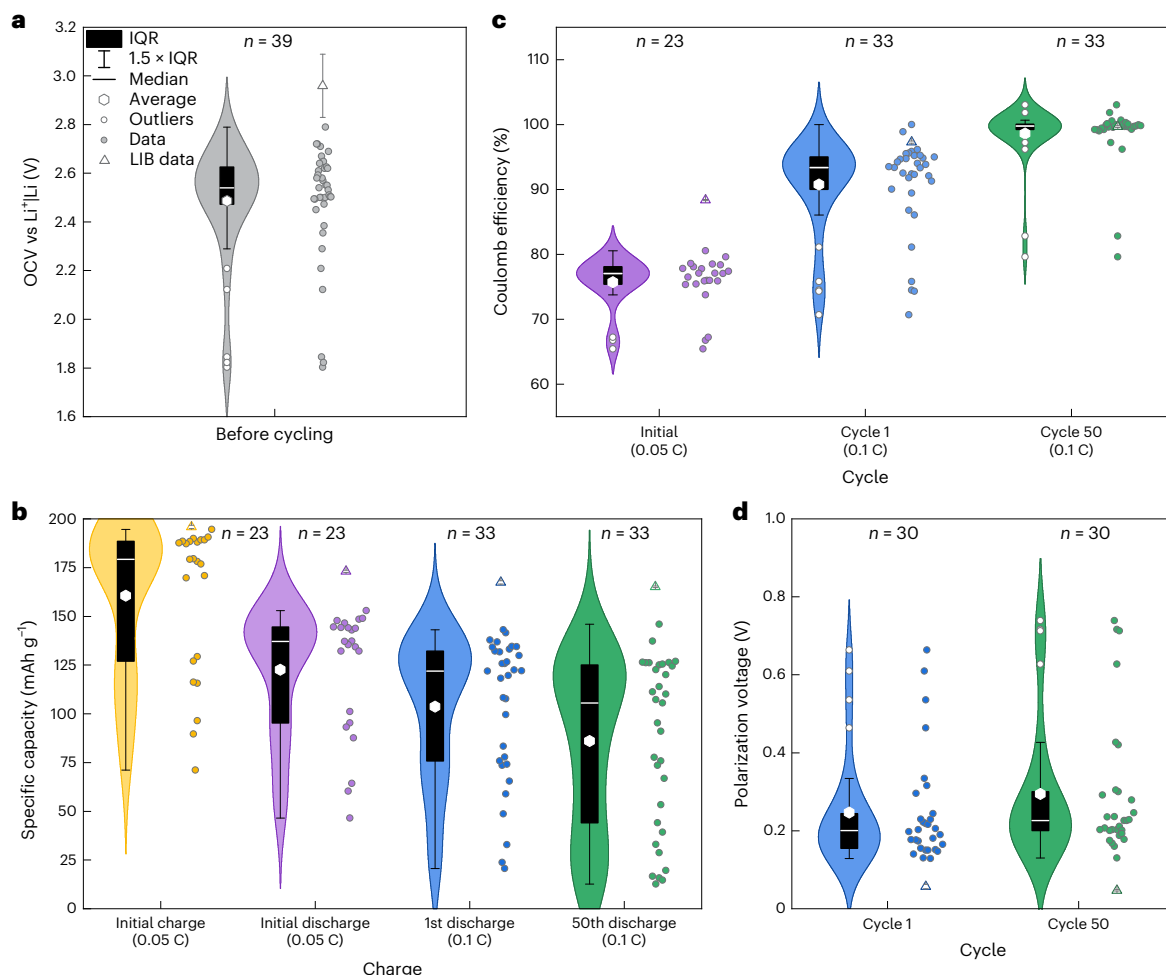 a
3.2
3.0
2.8
2.6
2.4
2.2
2.0
1.8
1.6
OCV vs Li⁺|Li (V)
IQR
1.5 × IQR
Median
Average
Outliers
Data
LIB data
n = 39
Before cycling
c
110
100
90
80
70
60
Coulomb efficiency (%)
n = 23
n = 33
n = 33
Initial
(0.05 C)
Cycle 1
(0.1 C)
Cycle 50
(0.1 C)
Cycle
b
200
175
150
125
100
75
50
25
0
Specific capacity (mAh g⁻¹)
n = 23
n = 23
n = 33
n = 33
Initial charge
(0.05 C)
Initial discharge
(0.05 C)
1st discharge
(0.1 C)
50th discharge
(0.1 C)
Charge
d
1.0
0.8
0.6
0.4
0.2
0
Polarization voltage (V)
n = 30
n = 30
Cycle 1
Cycle 50
Cycle